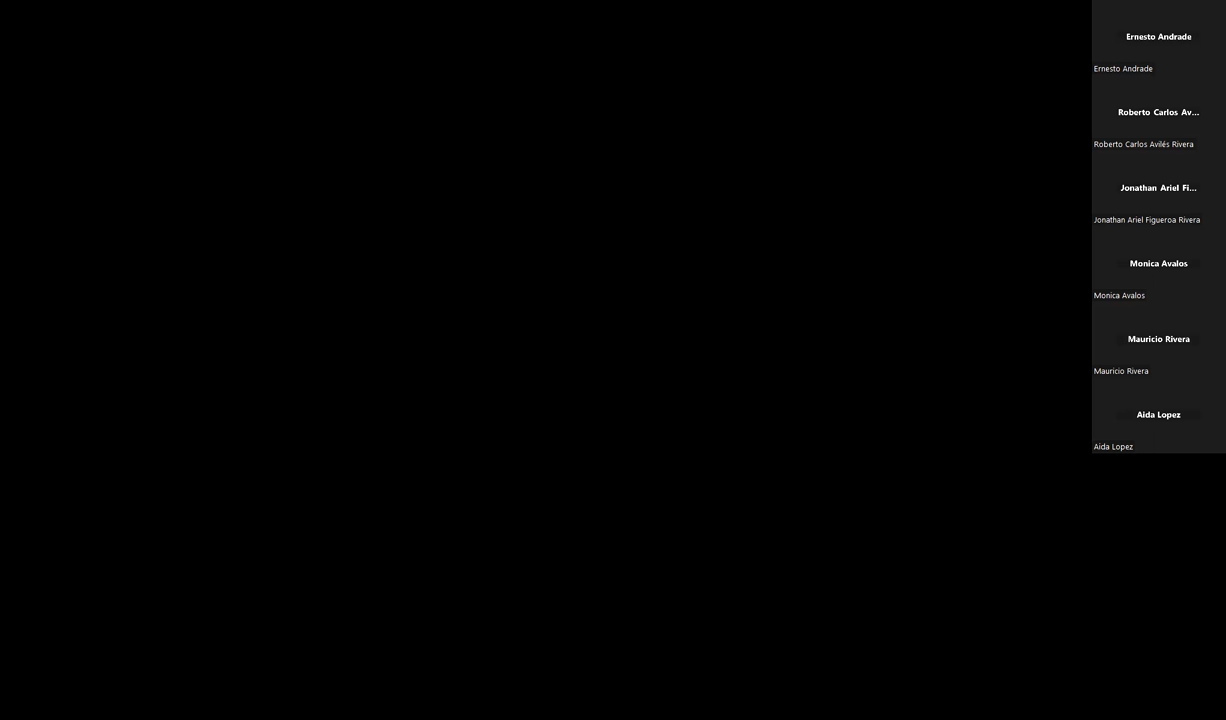 Ernesto Andrade
Ernesto Andrade
Roberto Carlos Av...
Roberto Carlos Avilés Rivera
Jonathan Ariel Fi...
Jonathan Ariel Figueroa Rivera
Monica Avalos
Monica Avalos
Mauricio Rivera
Mauricio Rivera
Aida Lopez
Aida Lopez